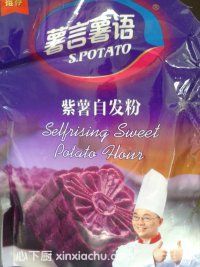 推荐
薯言薯语
S.POTATO
紫薯自发粉
Selfrising Sweet
Potato Flour
心下厨 xinxiachu.c